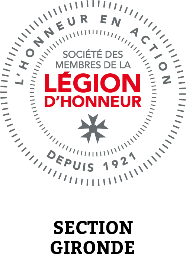 L'HONNEUR EN ACTION
SOCIÉTÉ DES
MEMBRES DE LA
LÉGION
D'HONNEUR
DEPUIS 1921
SECTION
GIRONDE